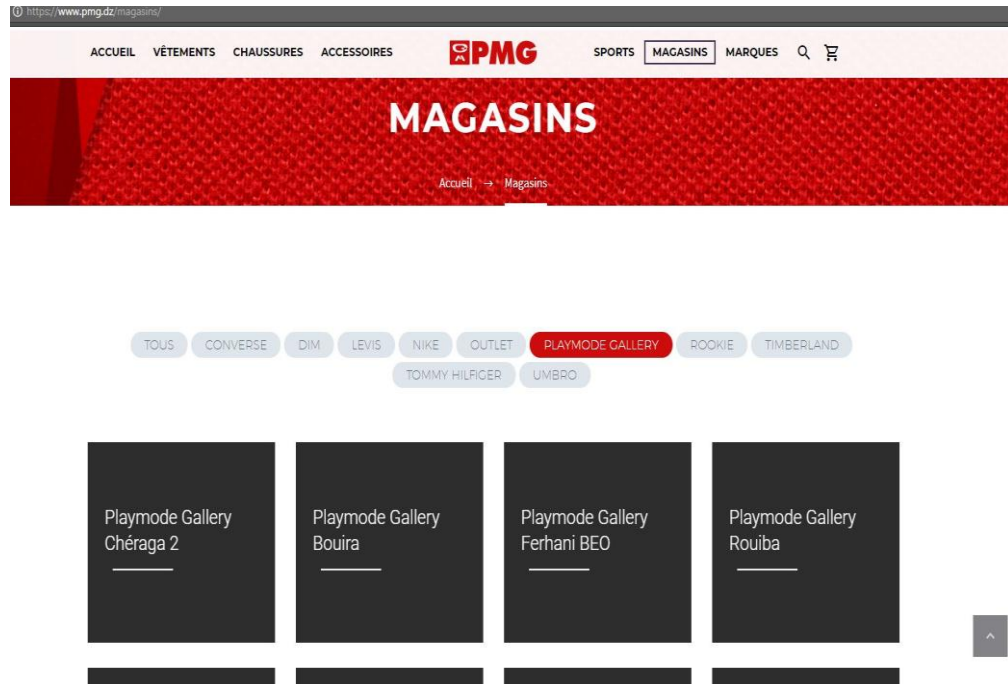 https://www.pmg.dz/magasins/
ACCUEIL VÊTEMENTS CHAUSSURES ACCESSOIRES PMG SPORTS MAGASINS MARQUES
MAGASINS
Accueil → Magasins
TOUS CONVERSE DIM LEVIS NIKE OUTLET PLAYMODE GALLERY ROOKIE TIMBERLAND
TOMMY HILFIGER UMBRO
Playmode Gallery
Chéraga 2
Playmode Gallery
Bouira
Playmode Gallery
Ferhani BEO
Playmode Gallery
Rouiba